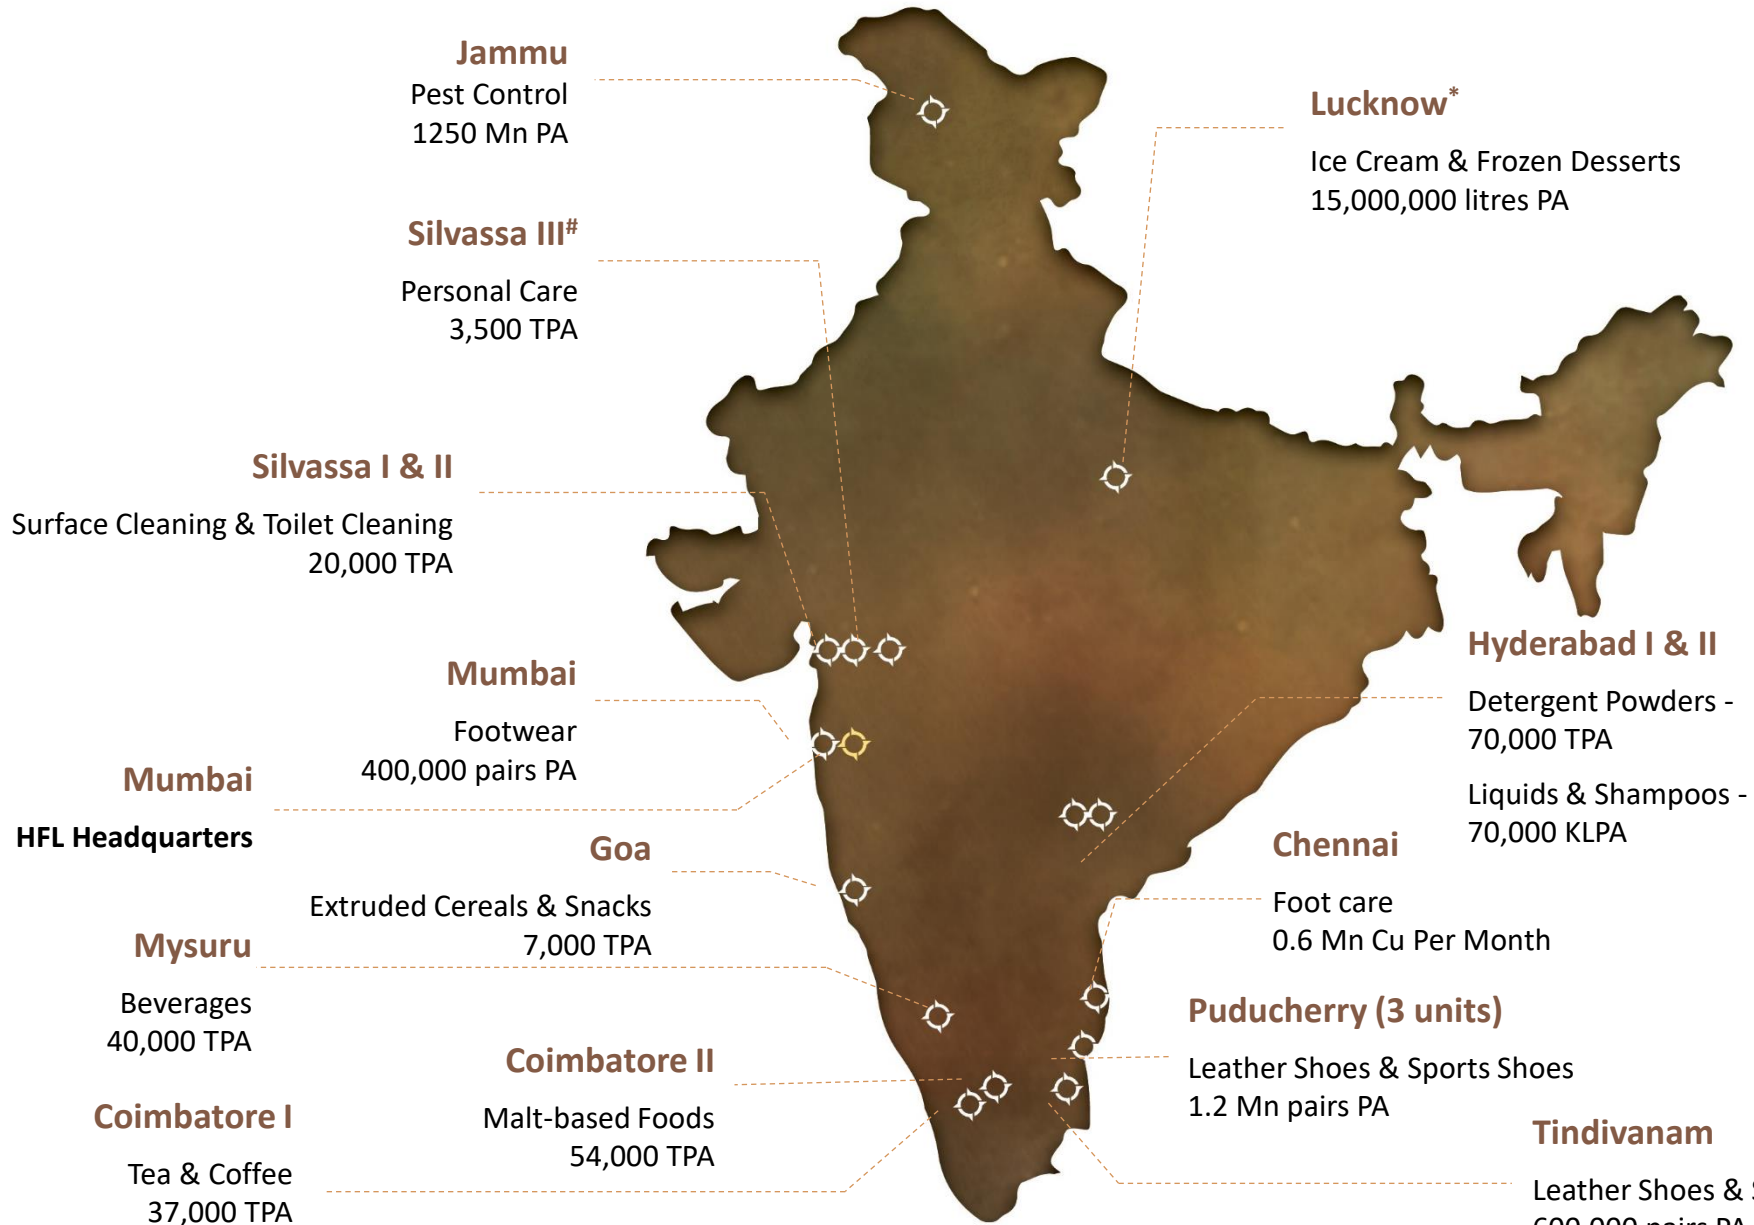 Jammu
Pest Control
1250 Mn PA
Lucknow*
Ice Cream & Frozen Desserts
15,000,000 litres PA
Silvassa III#
Personal Care
3,500 TPA
Silvassa I & II
Surface Cleaning & Toilet Cleaning
20,000 TPA
Mumbai
Footwear
400,000 pairs PA
Mumbai
HFL Headquarters
Hyderabad I & II
Detergent Powders -
70,000 TPA
Liquids & Shampoos -
70,000 KLPA
Goa
Extruded Cereals & Snacks
7,000 TPA
Chennai
Foot care
0.6 Mn Cu Per Month
Mysuru
Beverages
40,000 TPA
Puducherry (3 units)
Leather Shoes & Sports Shoes
1.2 Mn pairs PA
Coimbatore II
Malt-based Foods
54,000 TPA
Coimbatore I
Tea & Coffee
37,000 TPA
Tindivanam
Leather Shoes &
600,000 pairs PA